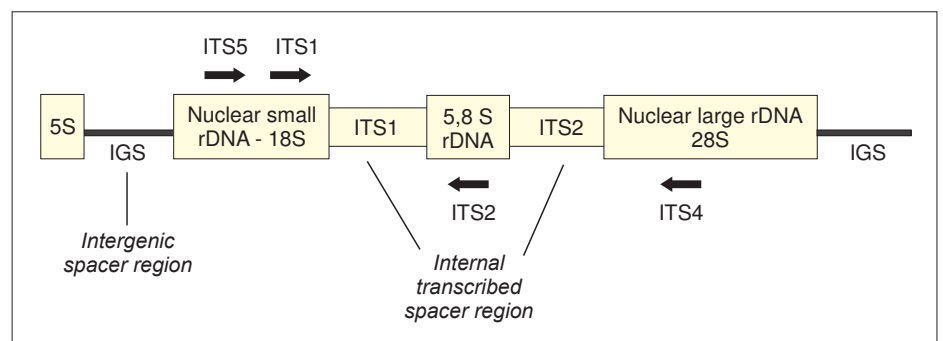 ITS5 ITS1
5S
IGS
Nuclear small
rDNA - 18S
ITS1
5,8 S
rDNA
ITS2
Nuclear large rDNA
28S
IGS
ITS2
ITS4
Intergenic
spacer region
Internal
transcribed
spacer region